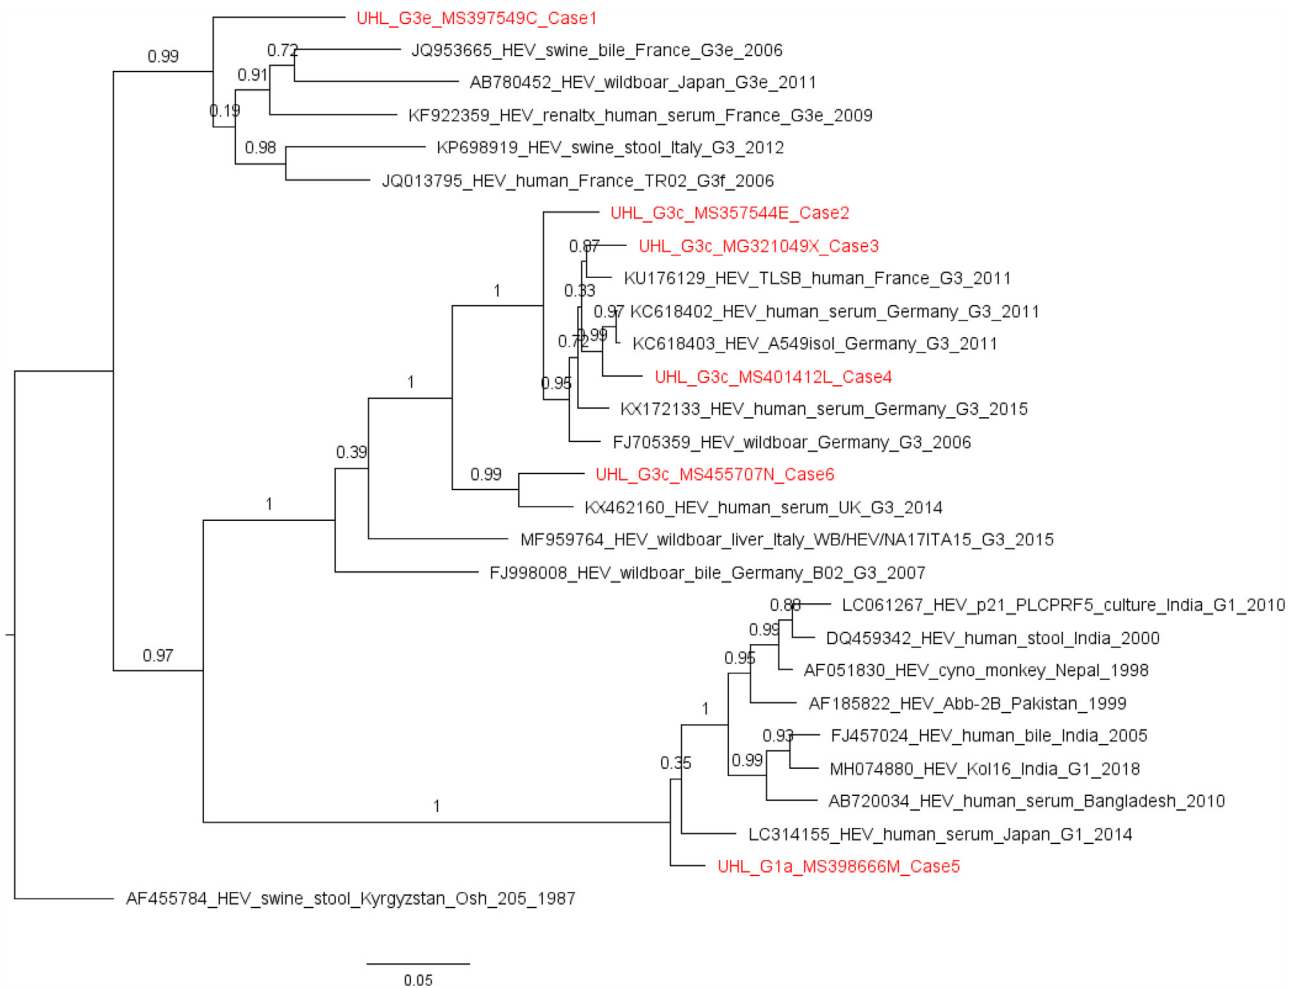 UHL_G3e_MS397549C_Case1
0.72
JQ953665_HEV_swine_bile_France_G3e_2006
0.99
0.91
AB780452_HEV_wildboar_Japan_G3e_2011
0.19
KF922359_HEV_renaltx_human_serum_France_G3e_2009
0.98
KP698919_HEV_swine_stool_Italy_G3_2012
JQ013795_HEV_human_France_TR02_G3f_2006
UHL_G3c_MS357544E_Case2
0.87
UHL_G3c_MG321049X_Case3
KU176129_HEV_TLSB_human_France_G3_2011
1
0.33
0.97
KC618402_HEV_human_serum_Germany_G3_2011
0.99
0.72
KC618403_HEV_A549isol_Germany_G3_2011
1
0.95
UHL_G3c_MS401412L_Case4
KX172133_HEV_human_serum_Germany_G3_2015
FJ705359_HEV_wildboar_Germany_G3_2006
0.39
0.99
UHL_G3c_MS455707N_Case6
1
KX462160_HEV_human_serum_UK_G3_2014
MF959764_HEV_wildboar_liver_Italy_WB/HEV/NA17ITA15_G3_2015
FJ998008_HEV_wildboar_bile_Germany_B02_G3_2007
LC061267_HEV_p21_PLCPRF5_culture_India_G1_2010
0.99
DQ459342_HEV_human_stool_India_2000
0.97
0.95
AF051830_HEV_cyno_monkey_Nepal_1998
1
AF185822_HEV_Abb-2B_Pakistan_1999
0.93
FJ457024_HEV_human_bile_India_2005
0.35
0.99
MH074880_HEV_Kol16_India_G1_2018
1
AB720034_HEV_human_serum_Bangladesh_2010
LC314155_HEV_human_serum_Japan_G1_2014
UHL_G1a_MS398666M_Case5
AF455784_HEV_swine_stool_Kyrgyzstan_Osh_205_1987
0.05